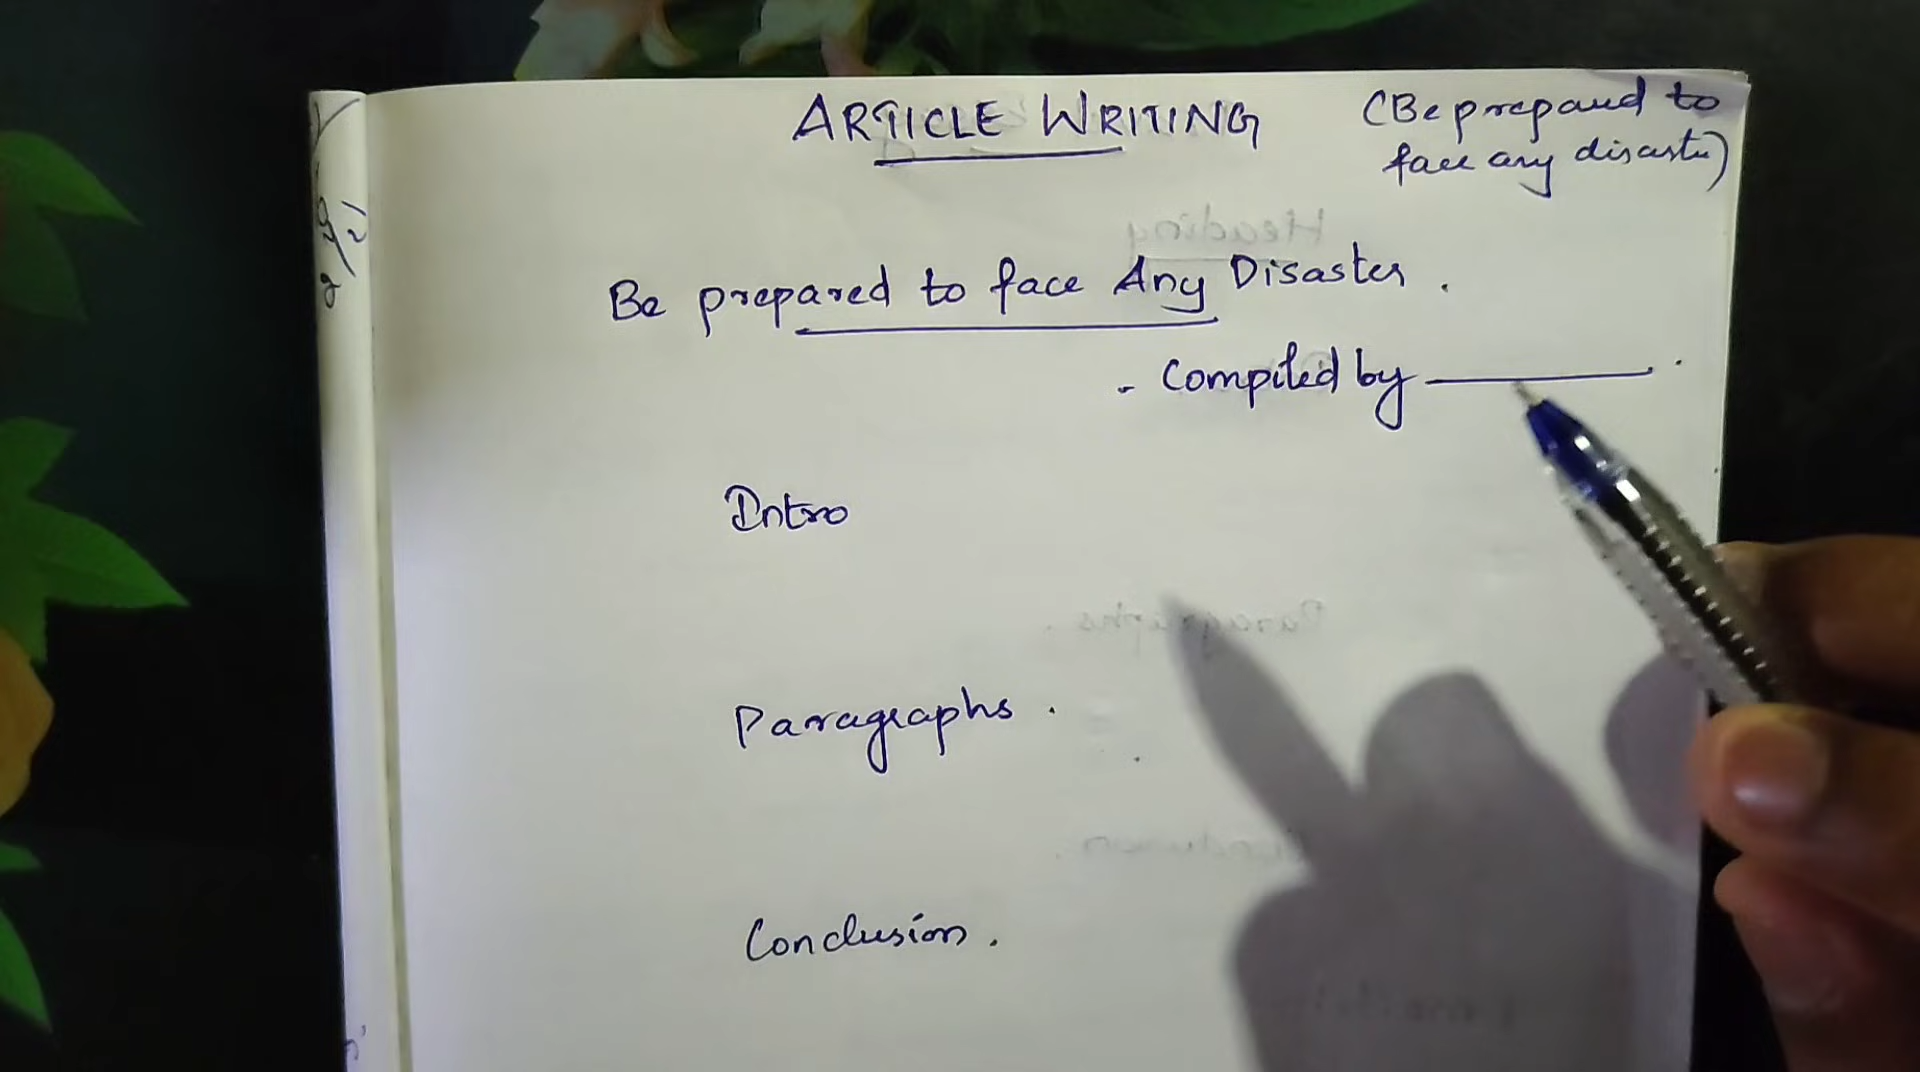 ARTICLE WRITING
(Be prepared to
face any disaster)
Be prepared to face Any Disaster.
- Compiled by ______.
Intro
Paragraphs.
Conclusion.